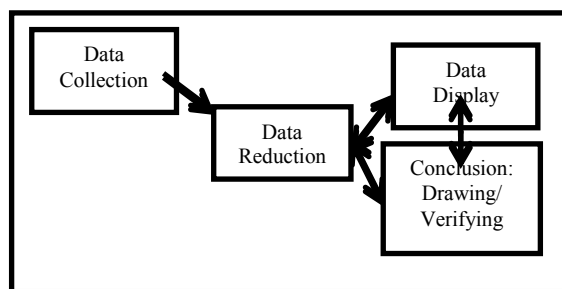 Data
Collection
Data
Reduction
Data
Display
Conclusion:
Drawing/
Verifying